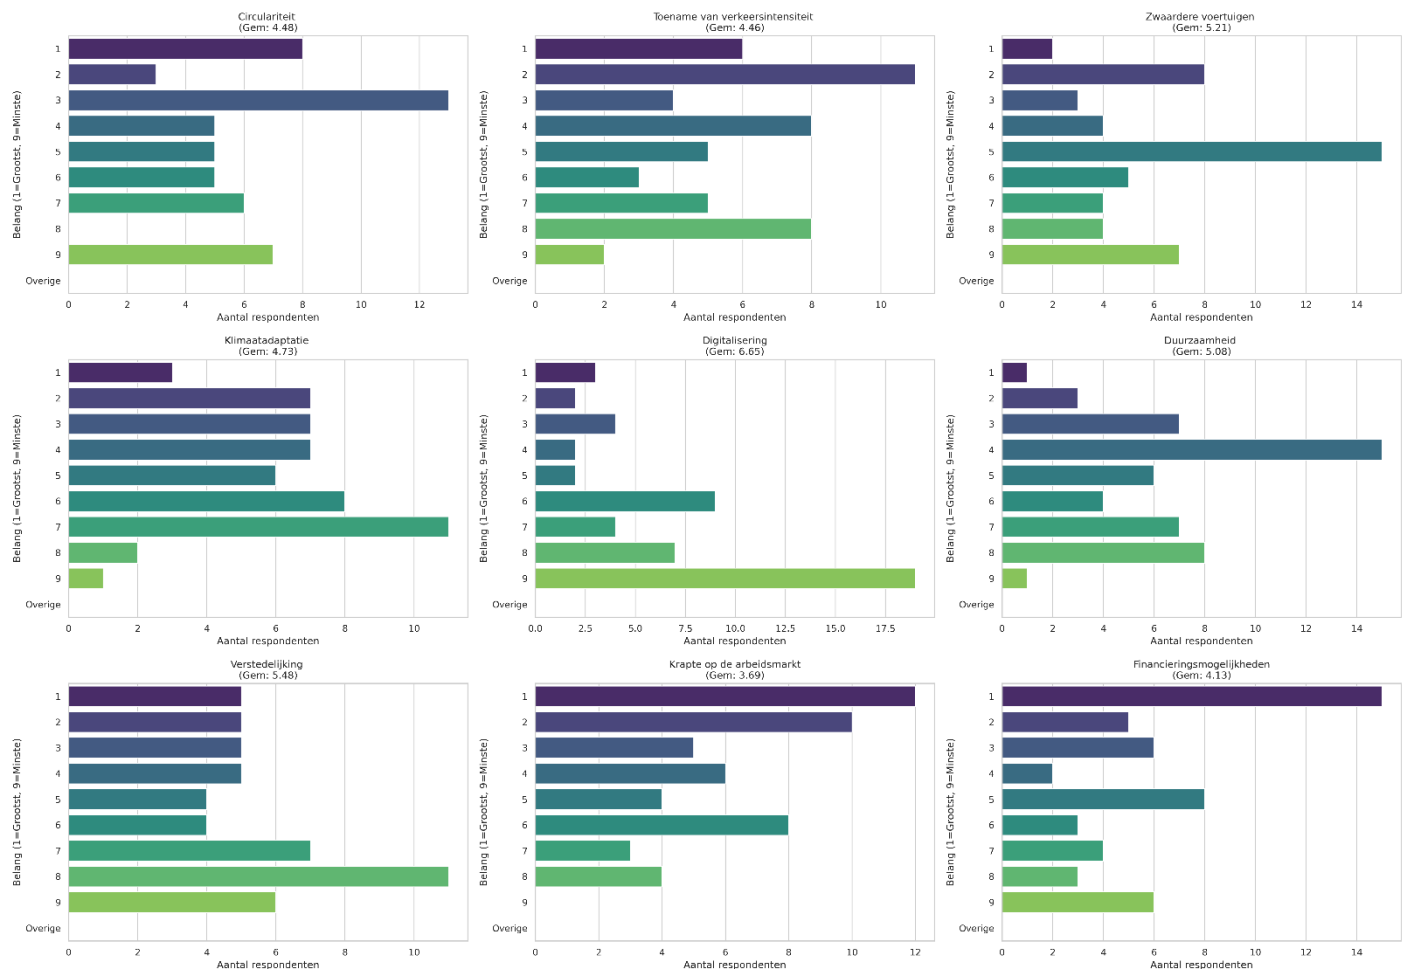 Circulariteit
(Gem: 4.48)
Belang (1=Grootst, 9=Minste)
1
2
3
4
5
6
7
8
9
Overige
0 2 4 6 8 10 12
Aantal respondenten
Toename van verkeersintensiteit
(Gem: 4.46)
Belang (1=Grootst, 9=Minste)
1
2
3
4
5
6
7
8
9
Overige
0 2 4 6 8 10
Aantal respondenten
Zwaardere voertuigen
(Gem: 5.21)
Belang (1=Grootst, 9=Minste)
1
2
3
4
5
6
7
8
9
Overige
0 2 4 6 8 10 12 14
Aantal respondenten
Klimaatadaptatie
(Gem: 4.73)
Belang (1=Grootst, 9=Minste)
1
2
3
4
5
6
7
8
9
Overige
0 2 4 6 8 10
Aantal respondenten
Digitalisering
(Gem: 6.65)
Belang (1=Grootst, 9=Minste)
1
2
3
4
5
6
7
8
9
Overige
0.0 2.5 5.0 7.5 10.0 12.5 15.0 17.5
Aantal respondenten
Duurzaamheid
(Gem: 5.08)
Belang (1=Grootst, 9=Minste)
1
2
3
4
5
6
7
8
9
Overige
0 2 4 6 8 10 12 14
Aantal respondenten
Verstedelijking
(Gem: 5.48)
Belang (1=Grootst, 9=Minste)
1
2
3
4
5
6
7
8
9
Overige
0 2 4 6 8 10
Aantal respondenten
Krapte op de arbeidsmarkt
(Gem: 3.69)
Belang (1=Grootst, 9=Minste)
1
2
3
4
5
6
7
8
9
Overige
0 2 4 6 8 10 12
Aantal respondenten
Financieringsmogelijkheden
(Gem: 4.13)
Belang (1=Grootst, 9=Minste)
1
2
3
4
5
6
7
8
9
Overige
0 2 4 6 8 10 12 14
Aantal respondenten